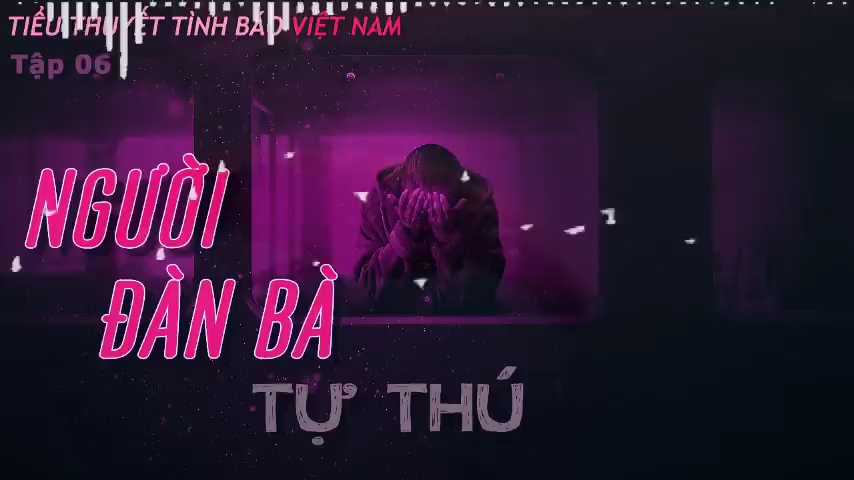 TIỂU THUYẾT TÌNH BÁO VIỆT NAM
Tập 06
NGƯỜI
ĐÀN BÀ
TỰ THÚ